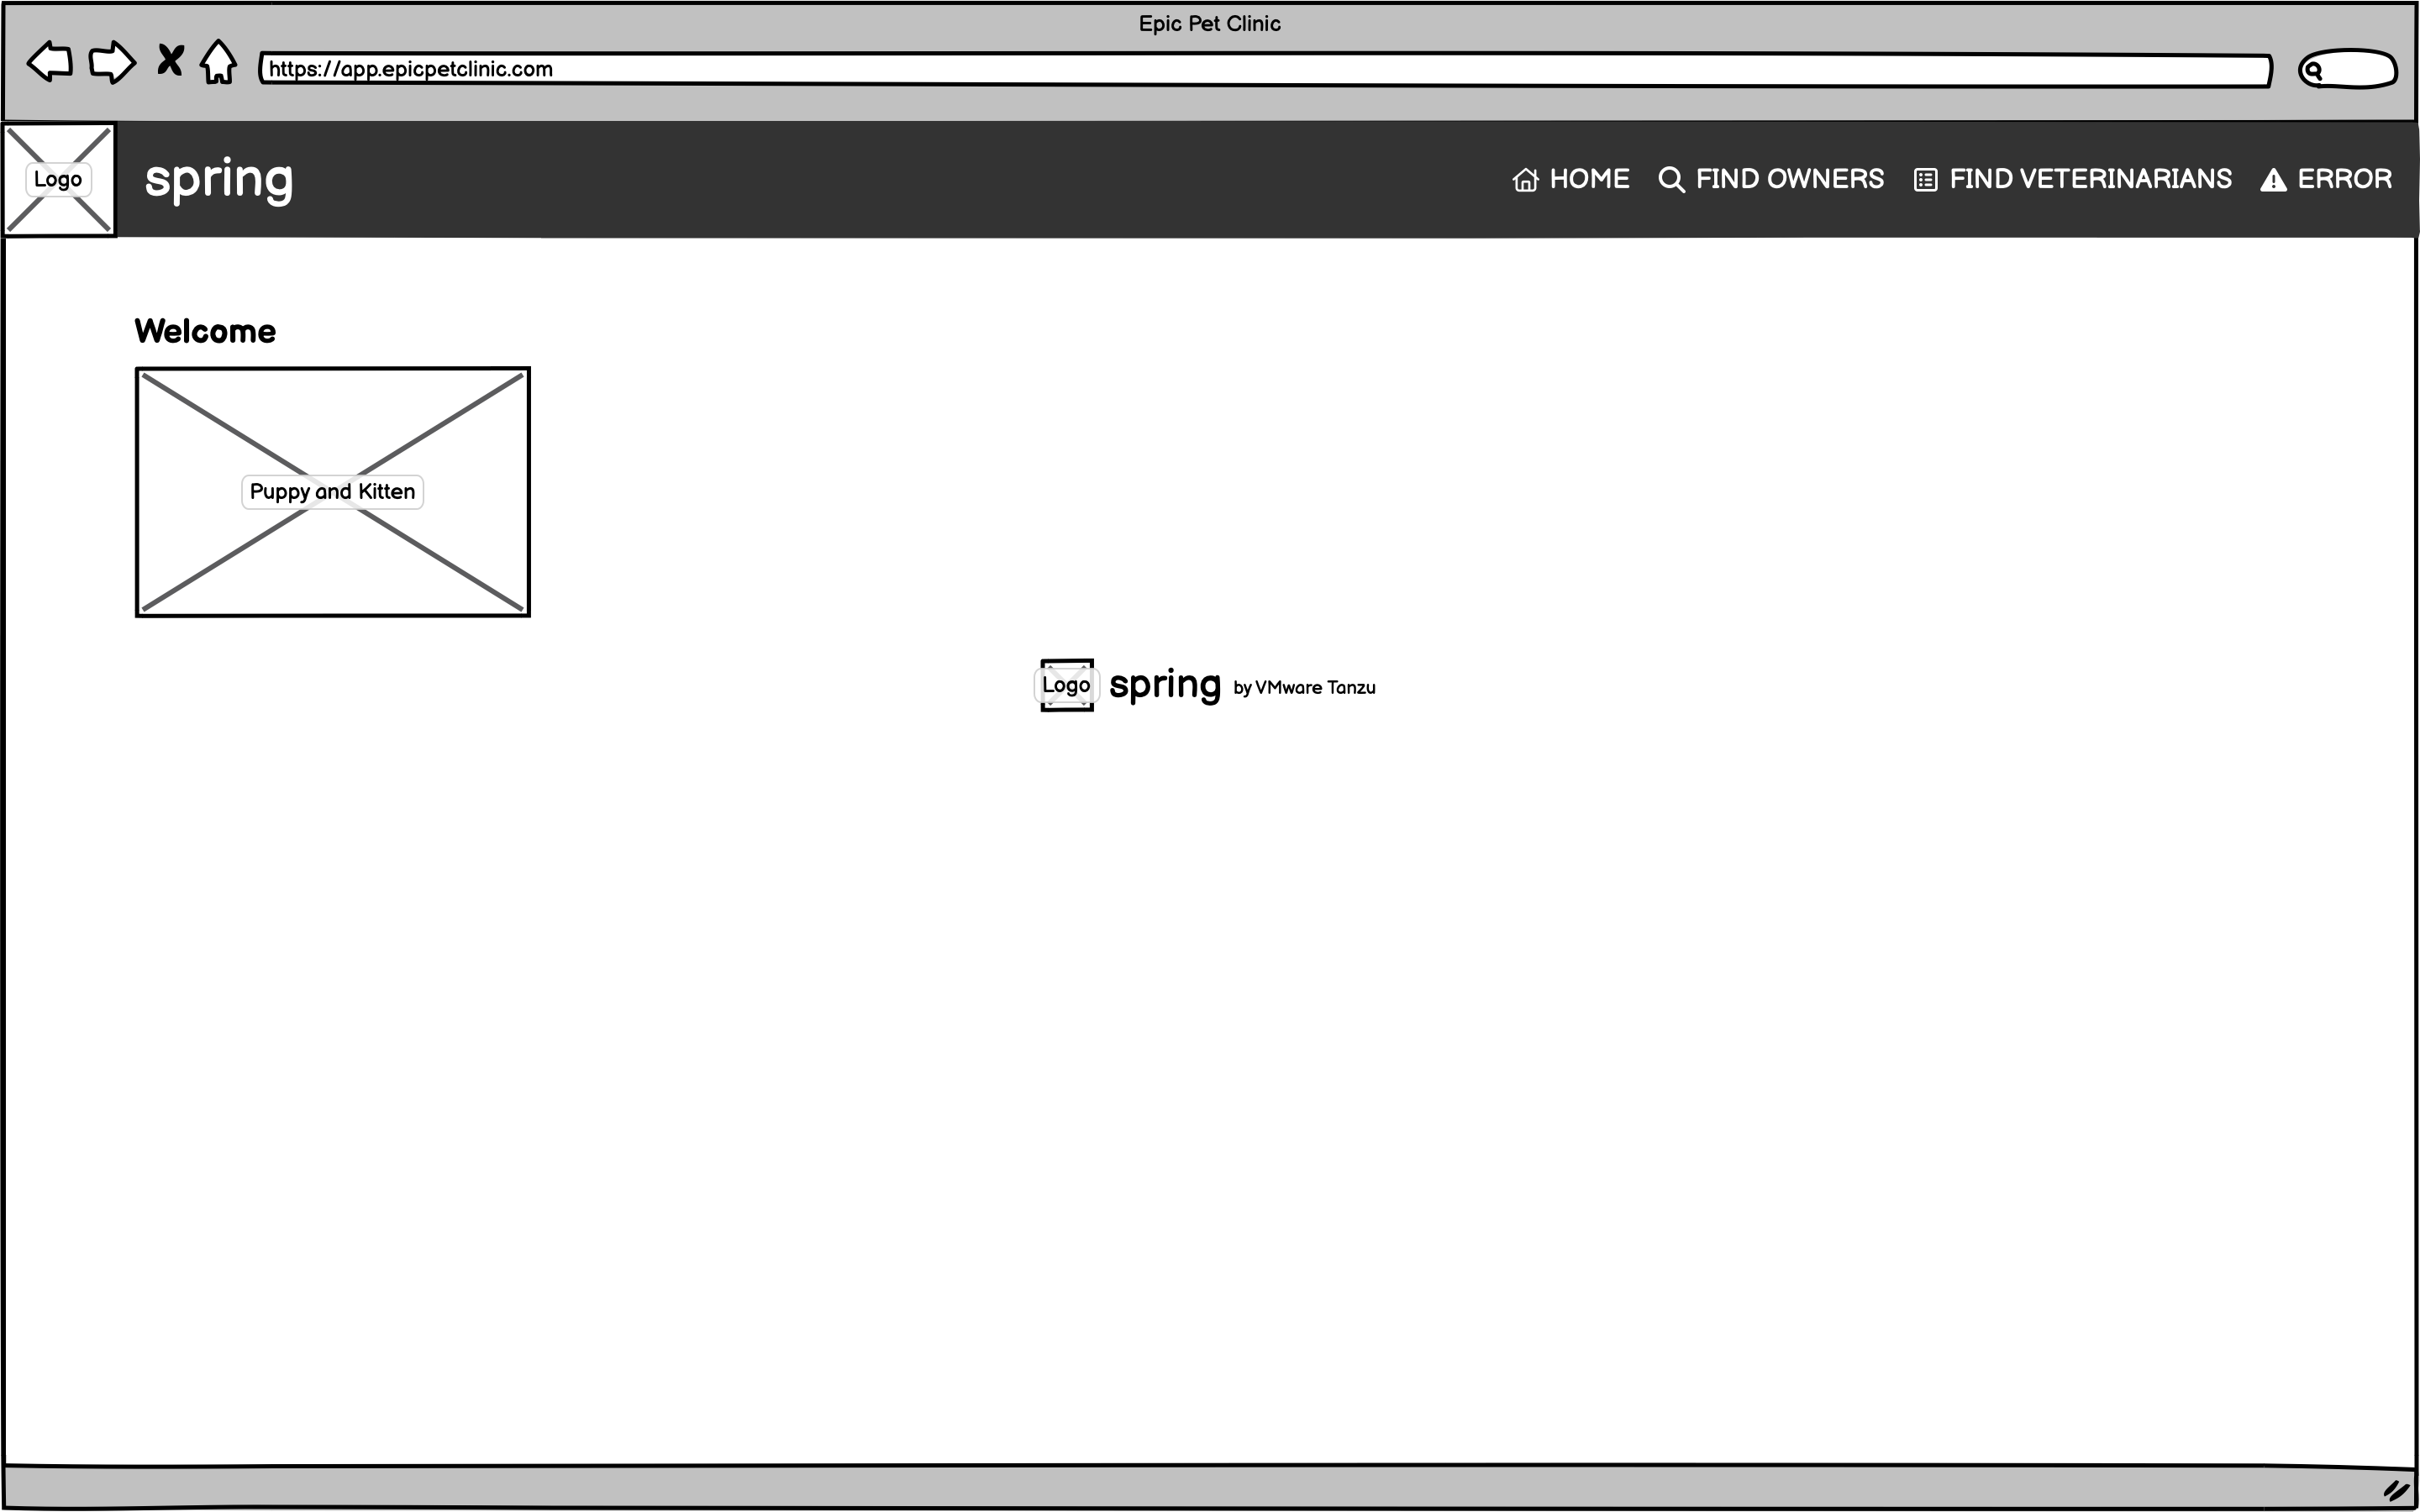 Epic Pet Clinic
https://app.epicpetclinic.com
Logo
spring
HOME
FIND OWNERS
FIND VETERINARIANS
ERROR
Welcome
Puppy and Kitten
Logo
spring by VMware Tanzu